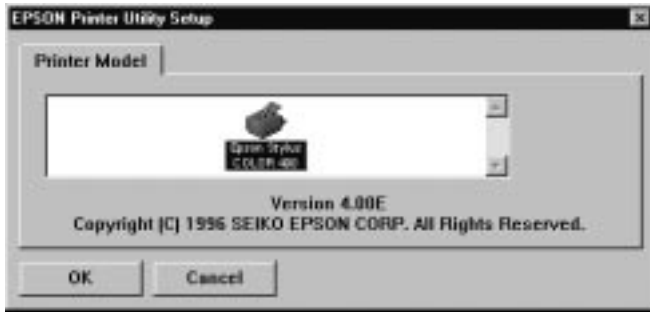 EPSON Printer Utility Setup
Printer Model
Epson Stylus
COLOR 400
Version 4.00E
Copyright (C) 1996 SEIKO EPSON CORP. All Rights Reserved.
OK
Cancel